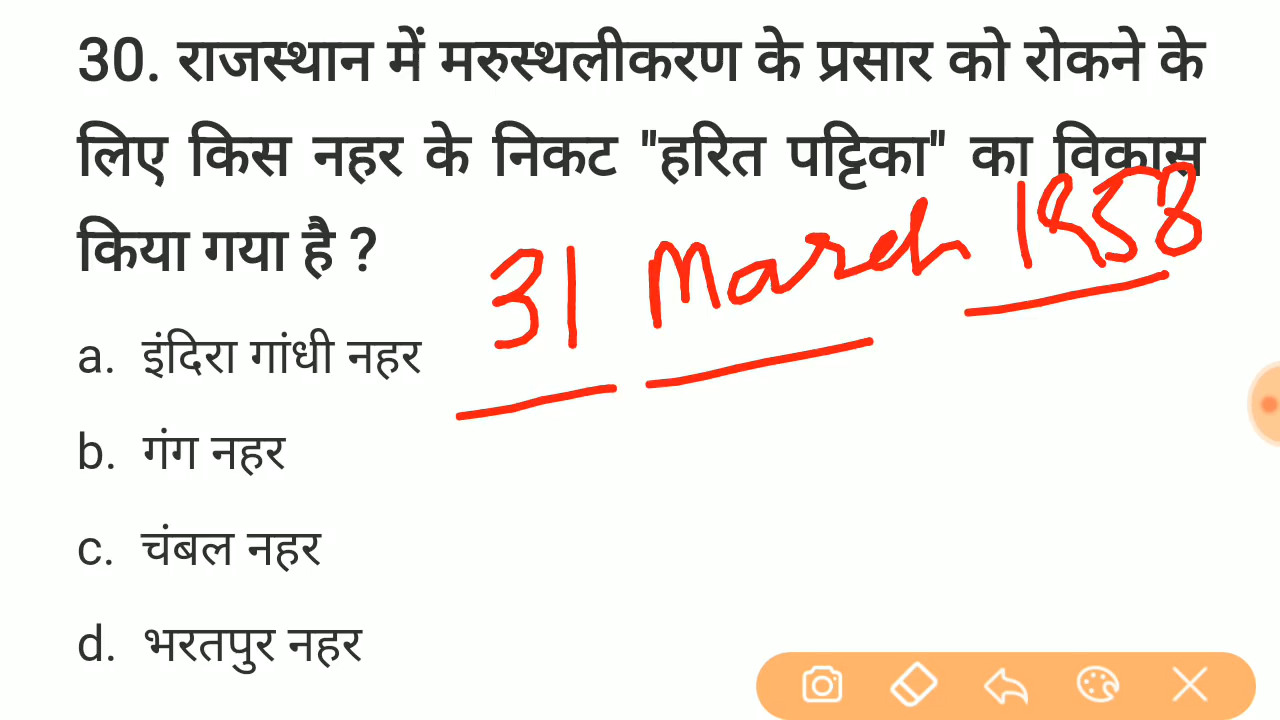 30. राजस्थान में मरुस्थलीकरण के प्रसार को रोकने के
लिए किस नहर के निकट "हरित पट्टिका" का विकास
किया गया है ?
31 March 1958
a. इंदिरा गांधी नहर
b. गंग नहर
c. चंबल नहर
d. भरतपुर नहर